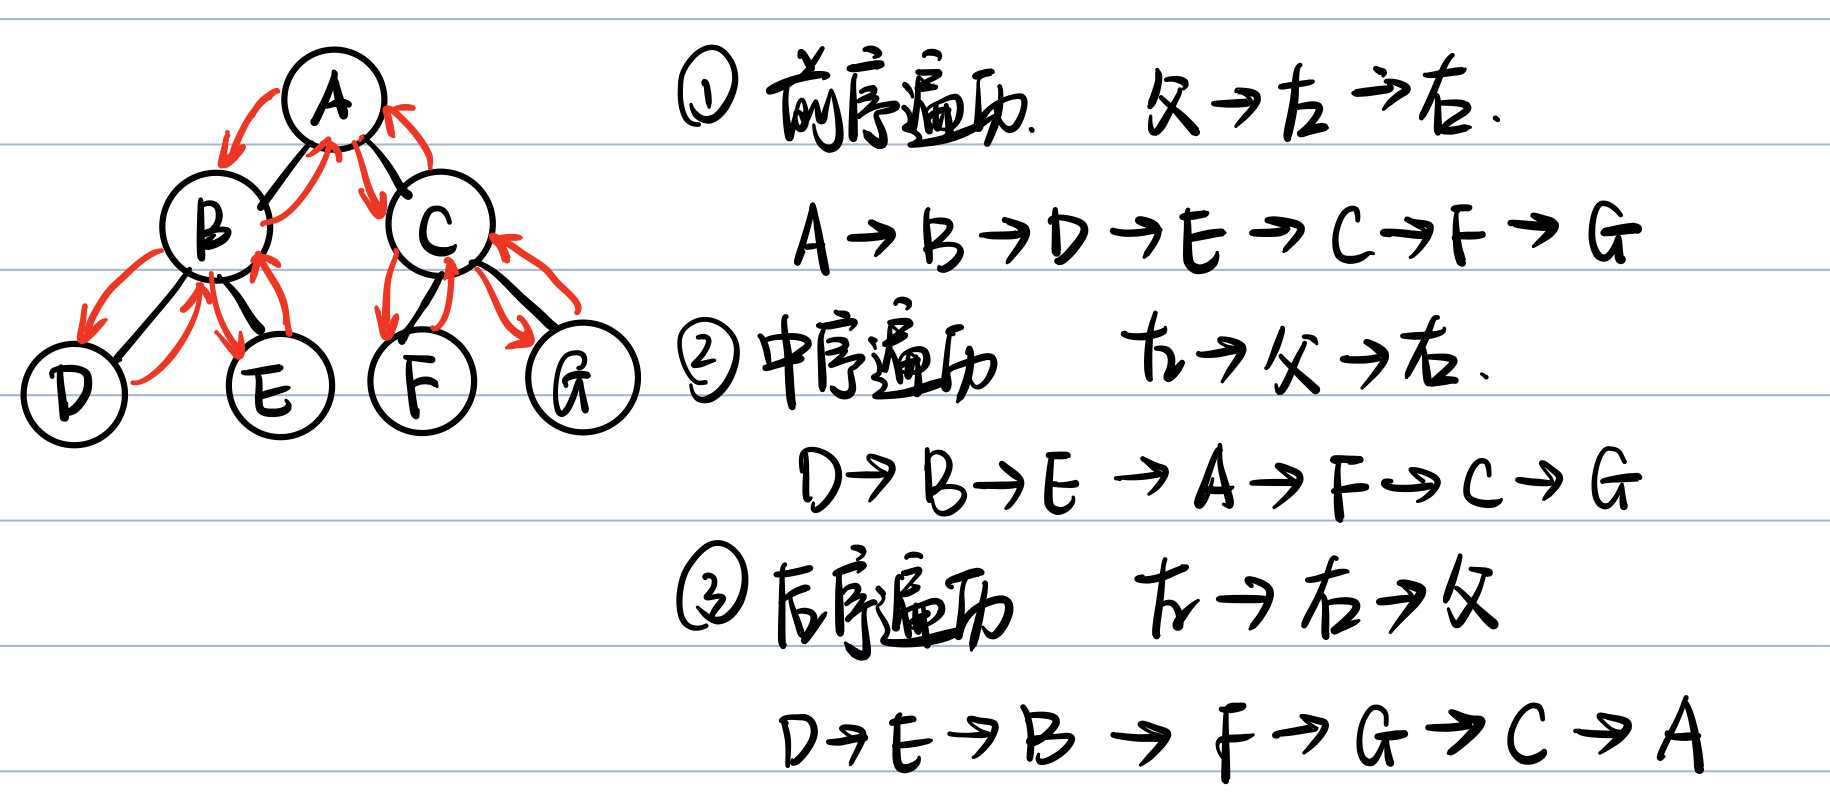 A
B
C
D
E
F
G
① 前序遍历. 父→左→右.
A→B→D→E→C→F→G
② 中序遍历 左→父→右.
D→B→E→A→F→C→G
③ 后序遍历 左→右→父
D→E→B→F→G→C→A